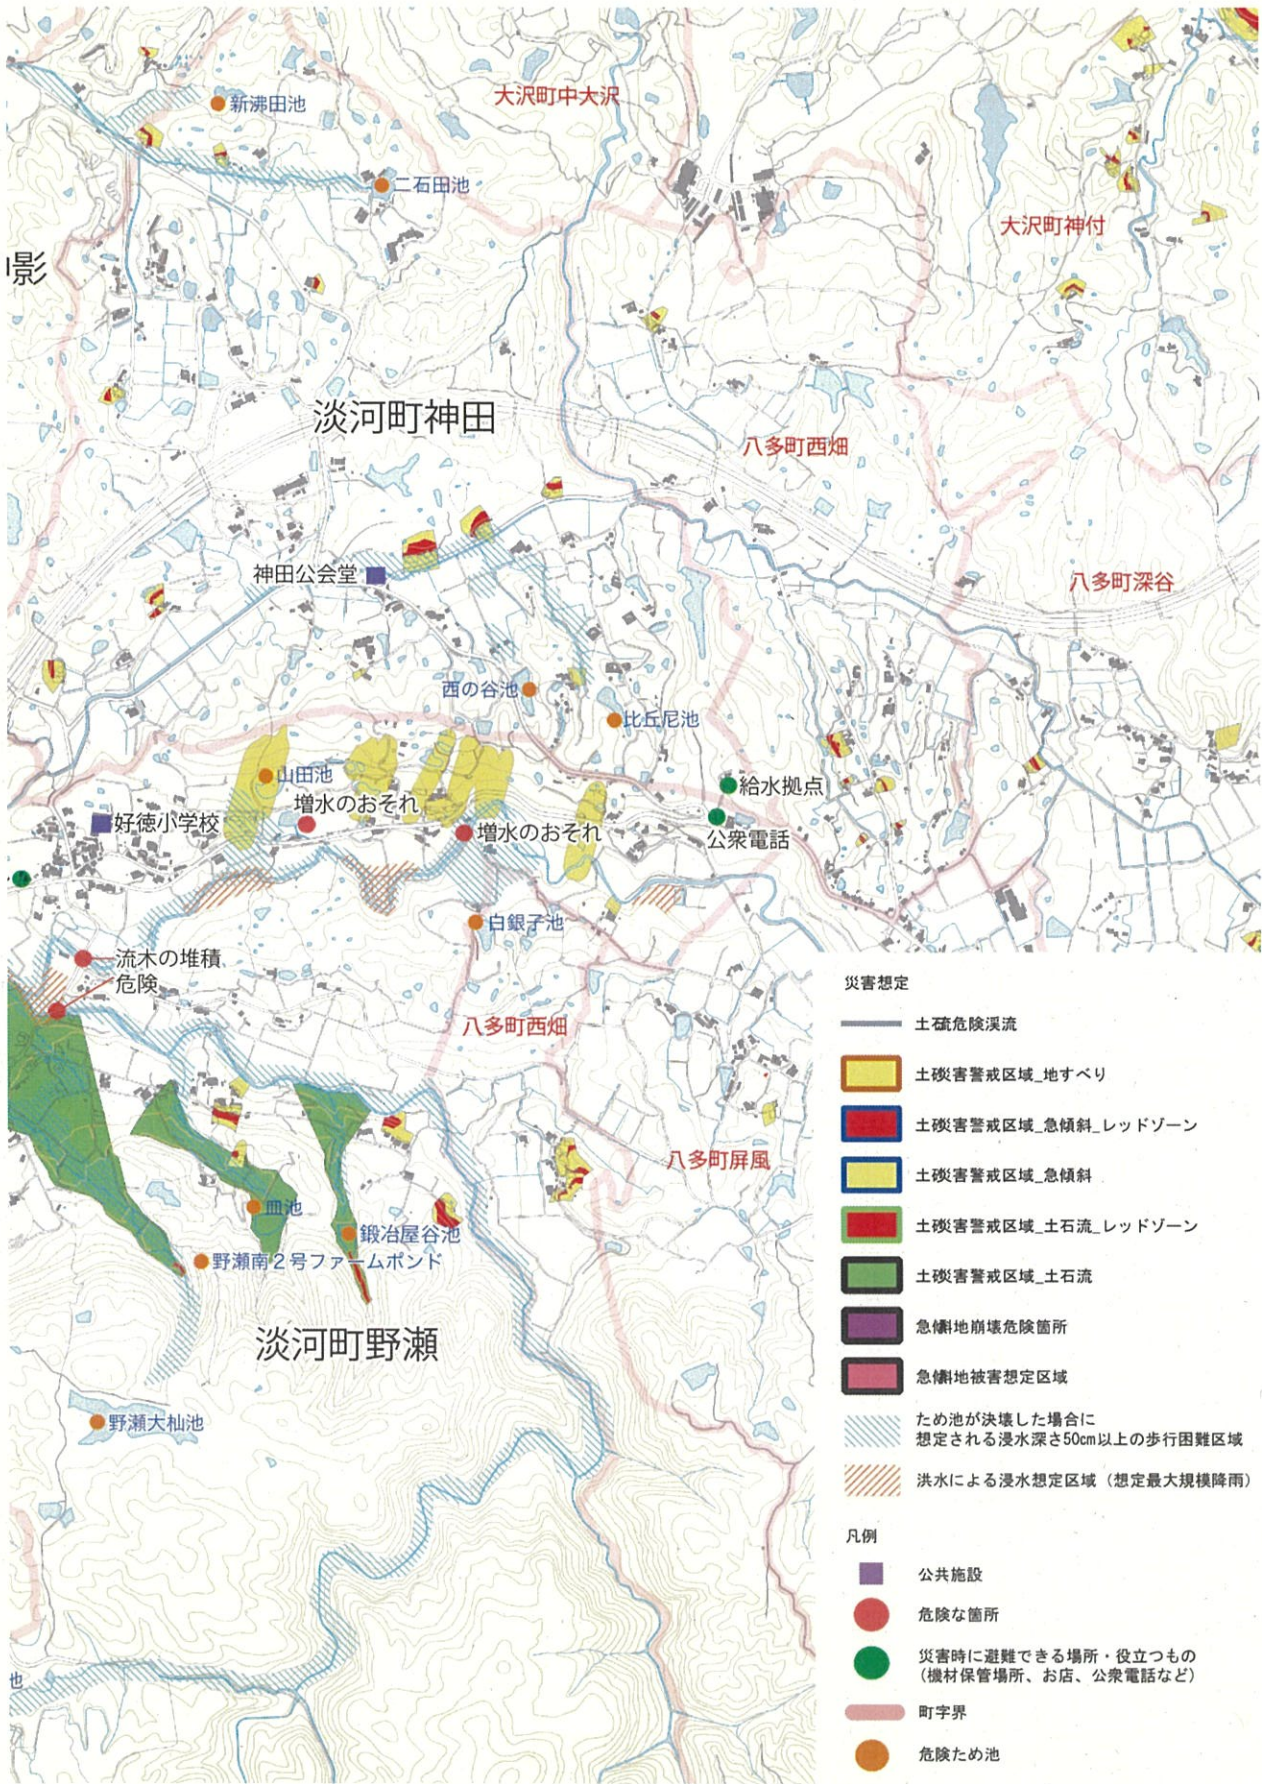 新沸田池
大沢町中大沢
二石田池
大沢町神付
影
淡河町神田
八多町西畑
神田公会堂
八多町深谷
西の谷池
比丘尼池
山田池
増水のおそれ
給水拠点
好徳小学校
増水のおそれ
公衆電話
白銀子池
流木の堆積
危険
八多町西畑
八多町屏風
皿池
鍛冶屋谷池
野瀬南2号ファームポンド
淡河町野瀬
野瀬大杣池
池
災害想定
土石流危険渓流
土砂災害警戒区域_地すべり
土砂災害警戒区域_急傾斜_レッドゾーン
土砂災害警戒区域_急傾斜
土砂災害警戒区域_土石流_レッドゾーン
土砂災害警戒区域_土石流
急傾斜地崩壊危険箇所
急傾斜地被害想定区域
ため池が決壊した場合に
想定される浸水深さ50cm以上の歩行困難区域
洪水による浸水想定区域（想定最大規模降雨）
凡例
公共施設
危険な箇所
災害時に避難できる場所・役立つもの
（機材保管場所、お店、公衆電話など）
町字界
危険ため池